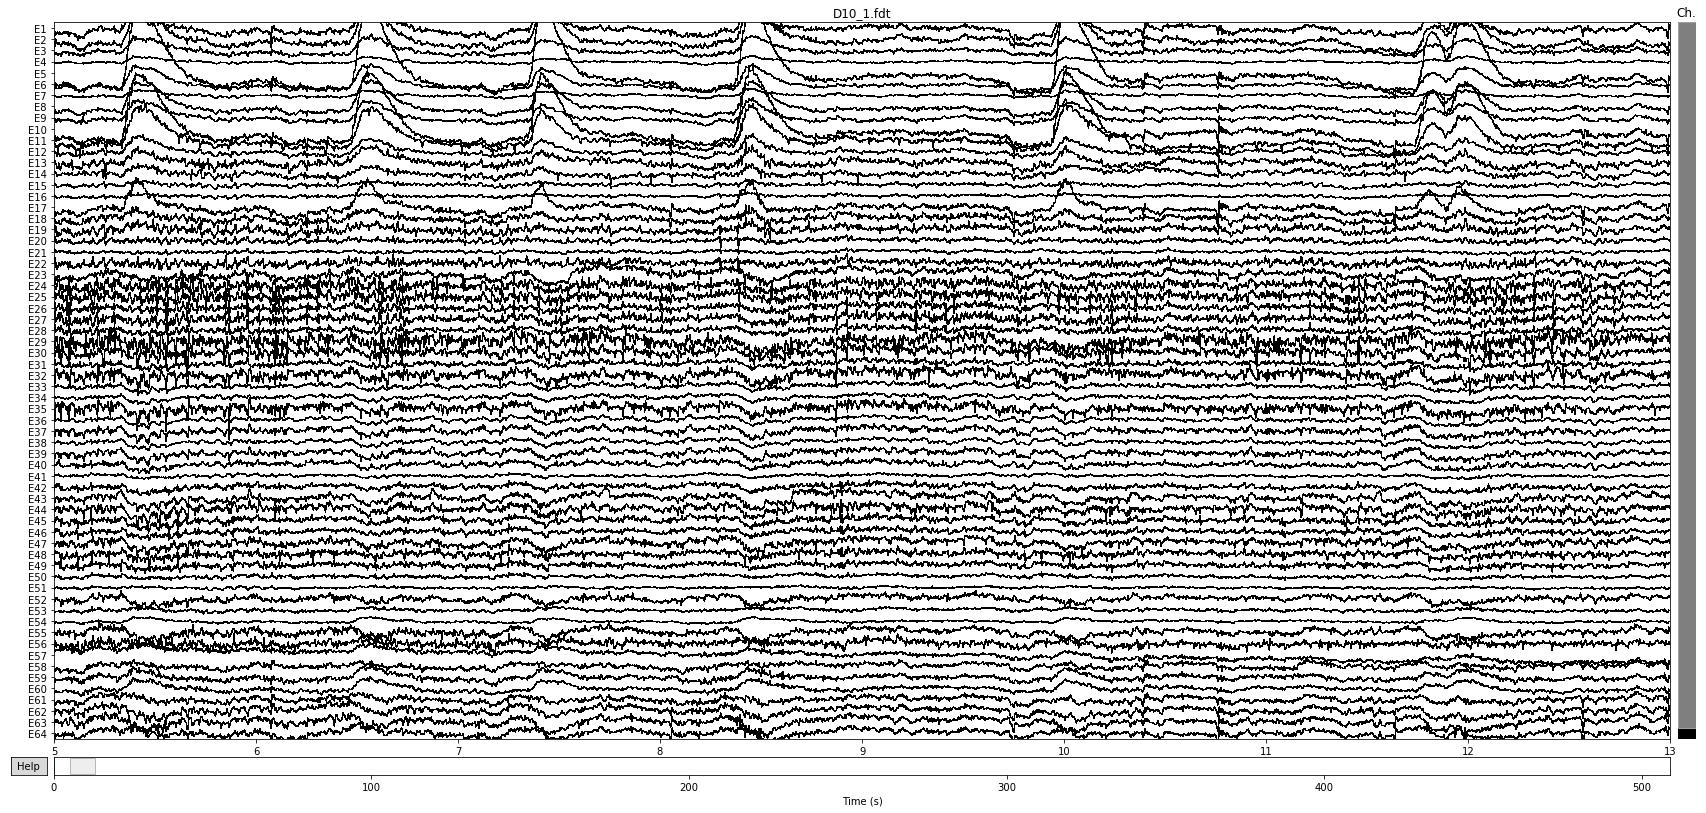 D10_1.fdt
Ch.
E1
E2
E3
E4
E5
E6
E7
E8
E9
E10
E11
E12
E13
E14
E15
E16
E17
E18
E19
E20
E21
E22
E23
E24
E25
E26
E27
E28
E29
E30
E31
E32
E33
E34
E35
E36
E37
E38
E39
E40
E41
E42
E43
E44
E45
E46
E47
E48
E49
E50
E51
E52
E53
E54
E55
E56
E57
E58
E59
E60
E61
E62
E63
E64
5 6 7 8 9 10 11 12 13
Help
0 100 200 300 400 500
Time (s)